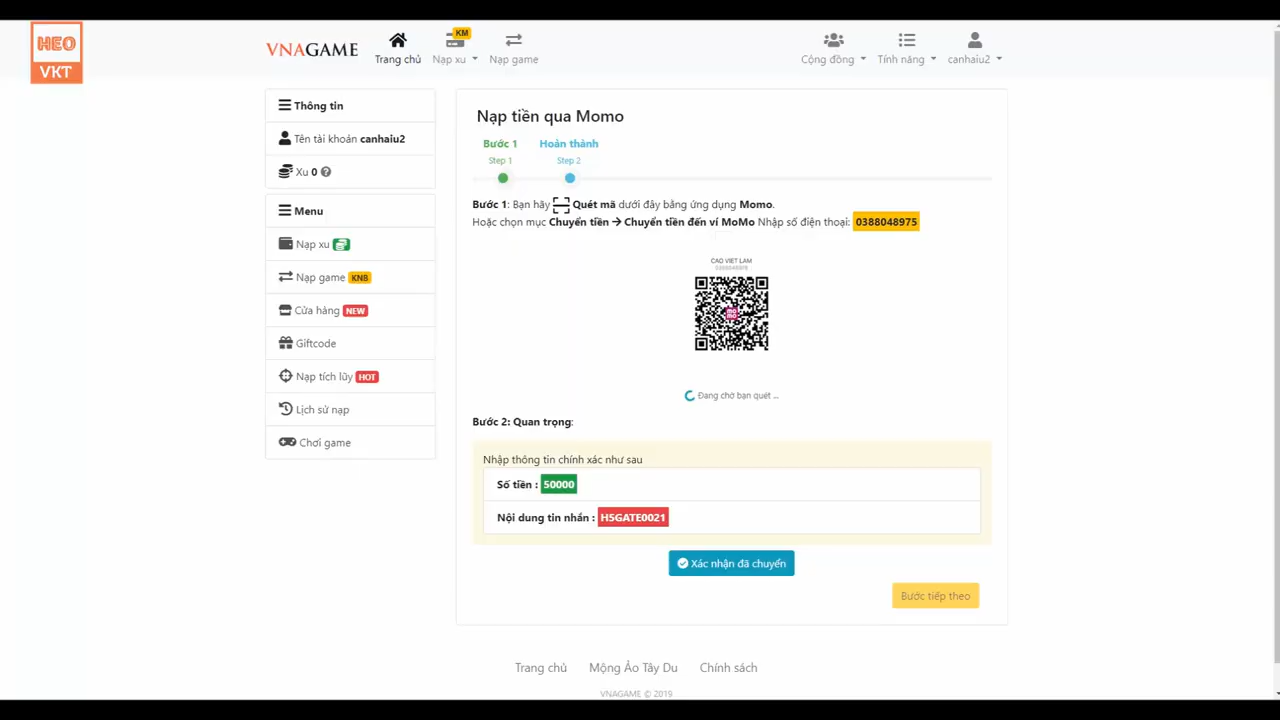 HEO
VKT
VNAGAME
Trang chủ
KM
Nạp xu
Nạp game
Cộng đồng
Tính năng
canhaiu2
Thông tin
Tên tài khoản canhaiu2
Xu 0
Menu
Nạp xu
Nạp game KNB
Cửa hàng NEW
Giftcode
Nạp tích lũy HOT
Lịch sử nạp
Chơi game
Nạp tiền qua Momo
Bước 1 Hoàn thành
Step 1 Step 2
Bước 1: Bạn hãy Quét mã dưới đây bằng ứng dụng Momo.
Hoặc chọn mục Chuyển tiền → Chuyển tiền đến ví MoMo Nhập số điện thoại: 0388048975
CAO VIET LAM
0388048975
momo
Đang chờ bạn quét ...
Bước 2: Quan trọng:
Nhập thông tin chính xác như sau
Số tiền : 50000
Nội dung tin nhắn : H5GATE0021
Xác nhận đã chuyển
Bước tiếp theo
Trang chủ Mộng Ảo Tây Du Chính sách
VNAGAME © 2019